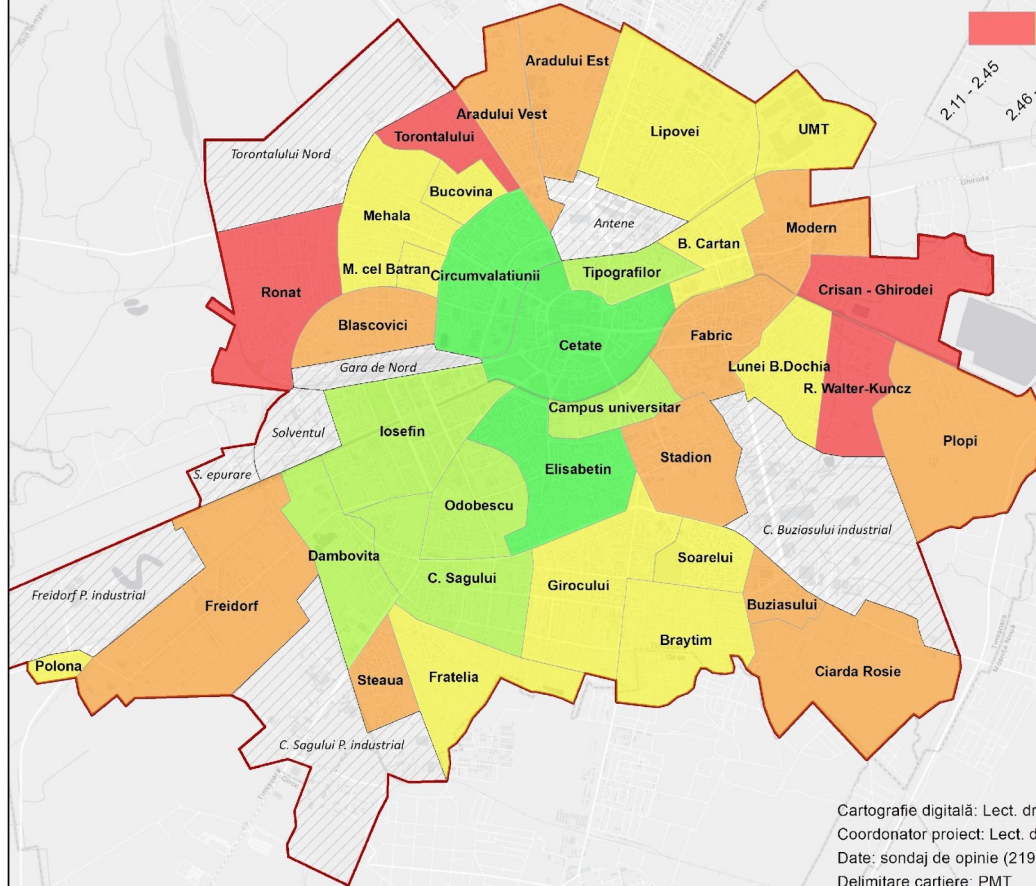 2.11 - 2.45
2.46 -
Aradului Est
Aradului Vest
Lipovei
UMT
Torontalului
Torontalului Nord
Bucovina
Mehala
Antene
Ghiroda
Modern
B. Cartan
M. cel Batran
Circumvalatiunii
Tipografilor
Ronat
Crisan - Ghirodei
Blascovici
Cetate
Fabric
Gara de Nord
Lunei B.Dochia
R. Walter-Kuncz
Campus universitar
Iosefin
Solventul
Plopi
Stadion
Elisabetin
S. epurare
Odobescu
C. Buziasului industrial
Dambovita
Soarelui
C. Sagului
Girocului
Freidorf P. industrial
Freidorf
Buziasului
Braytim
Polona
Steaua
Fratelia
Ciarda Rosie
C. Sagului P. industrial
Cartografie digitală: Lect. dr
Coordonator proiect: Lect. d
Date: sondaj de opinie (219
Delimitare cartiere: PMT